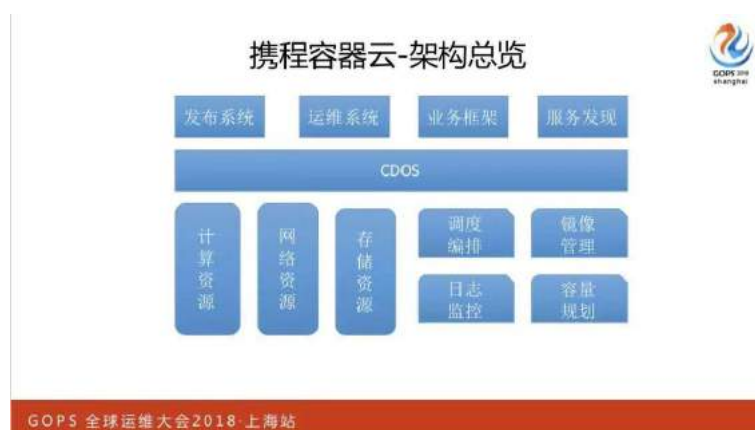 携程容器云-架构总览
GOPS 2018
shanghai
发布系统
运维系统
业务框架
服务发现
CDOS
计算资源
网络资源
存储资源
调度
编排
镜像
管理
日志
监控
容量
规划
GOPS 全球运维大会2018·上海站